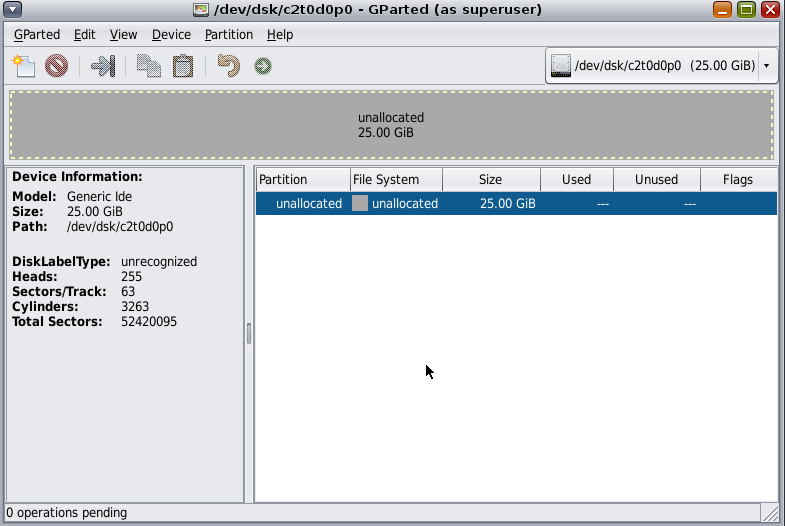 /dev/dsk/c2t0d0p0 - GParted (as superuser)
GParted Edit View Device Partition Help
/dev/dsk/c2t0d0p0 (25.00 GiB)
unallocated
25.00 GiB
Device Information:
Model: Generic Ide
Size: 25.00 GiB
Path: /dev/dsk/c2t0d0p0
DiskLabelType: unrecognized
Heads: 255
Sectors/Track: 63
Cylinders: 3263
Total Sectors: 52420095
Partition File System Size Used Unused Flags
unallocated unallocated 25.00 GiB --- ---
0 operations pending